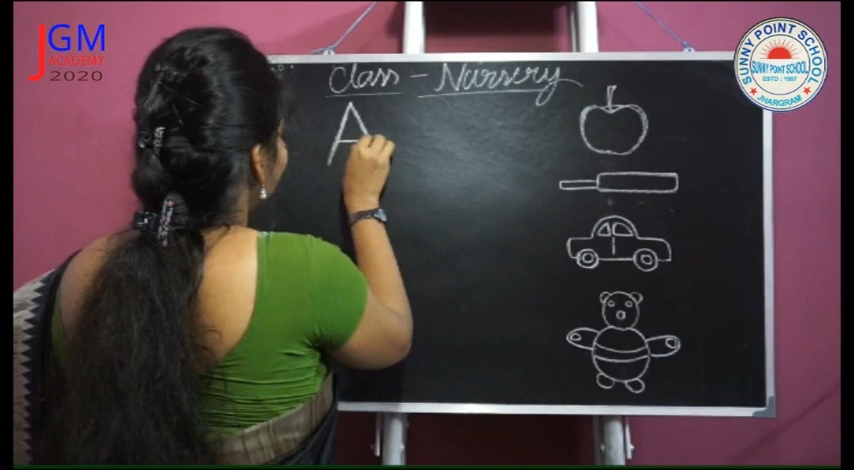 JGM
ACADEMY
2020
Class - Nursery
A
SUNNY POINT SCHOOL
SUNNY POINT SCHOOL
ESTD : 1997
JHARGRAM